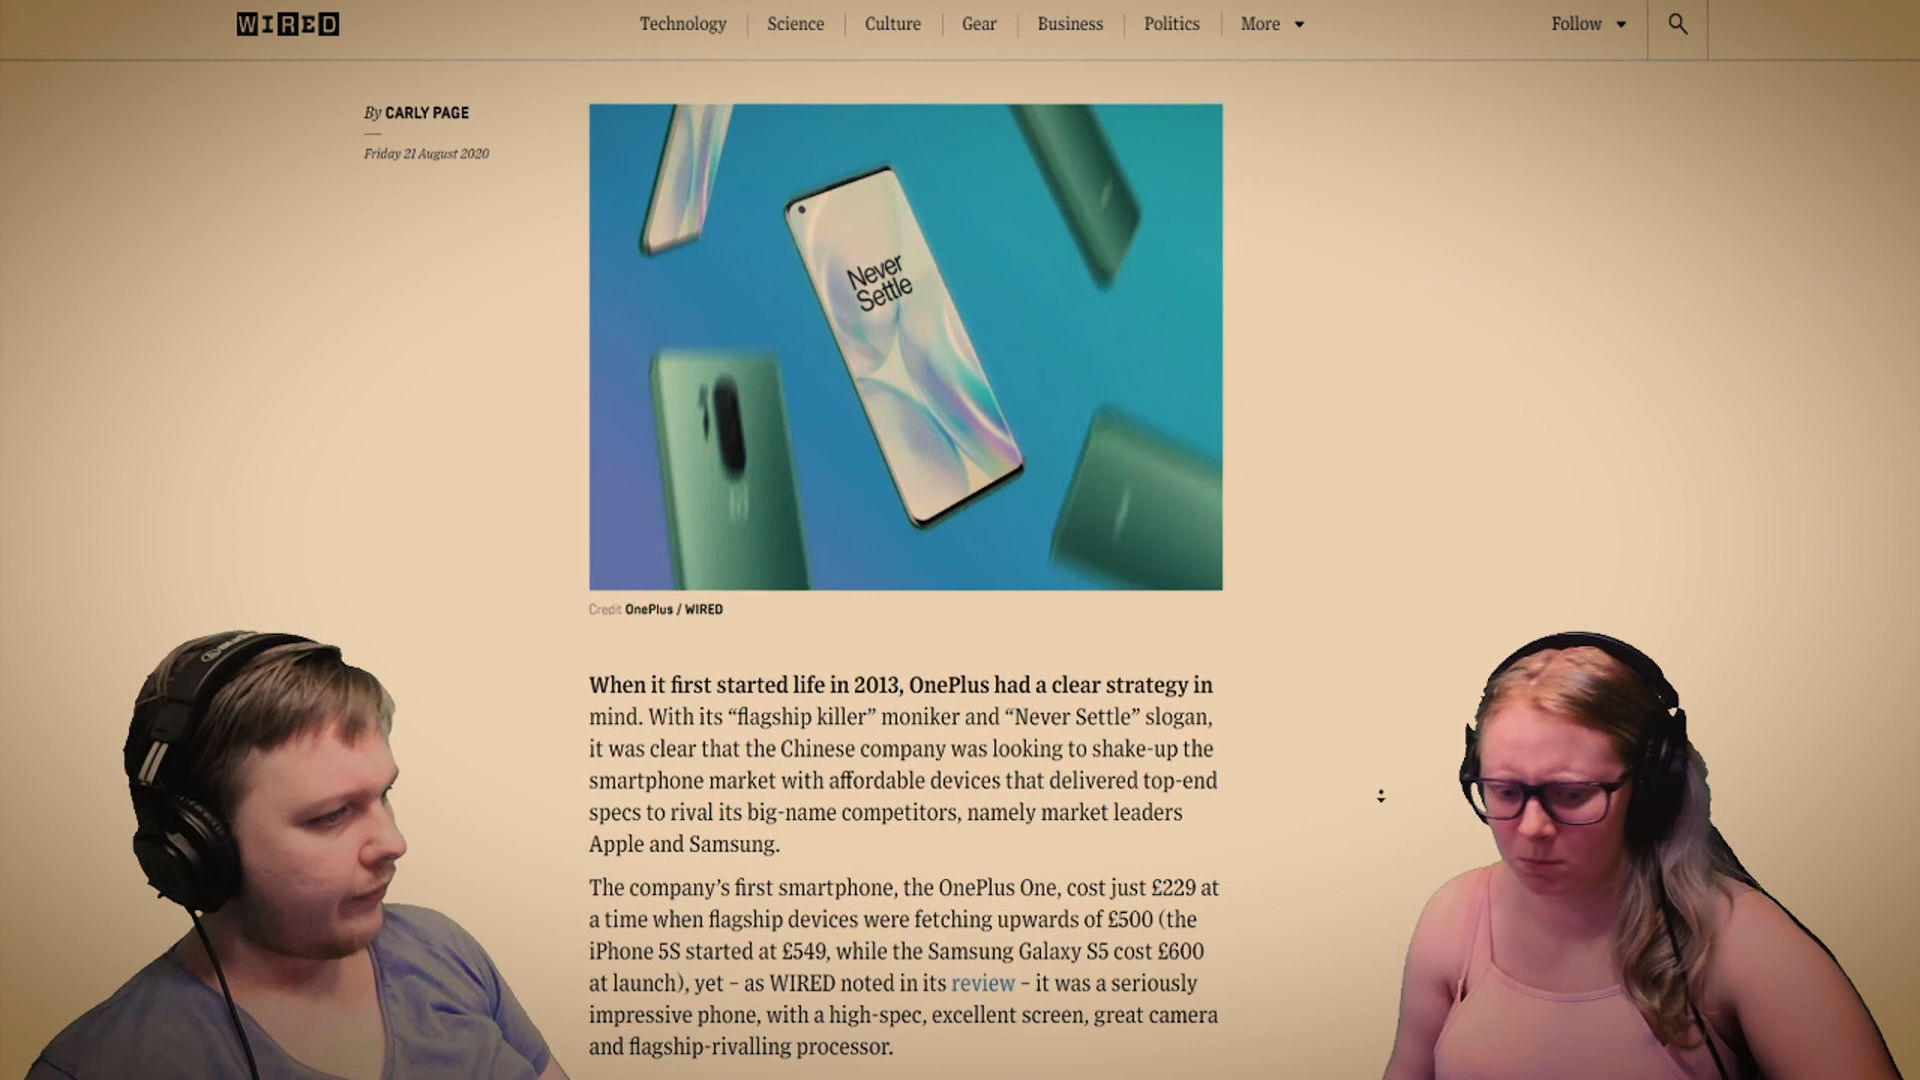 WIRED
Technology
Science
Culture
Gear
Business
Politics
More
Follow
By CARLY PAGE
Friday 21 August 2020
Never
Settle
Credit OnePlus / WIRED
When it first started life in 2013, OnePlus had a clear strategy in
mind. With its “flagship killer” moniker and “Never Settle” slogan,
it was clear that the Chinese company was looking to shake-up the
smartphone market with affordable devices that delivered top-end
specs to rival its big-name competitors, namely market leaders
Apple and Samsung.
The company’s first smartphone, the OnePlus One, cost just £229 at
a time when flagship devices were fetching upwards of £500 (the
iPhone 5S started at £549, while the Samsung Galaxy S5 cost £600
at launch), yet – as WIRED noted in its review – it was a seriously
impressive phone, with a high-spec, excellent screen, great camera
and flagship-rivalling processor.